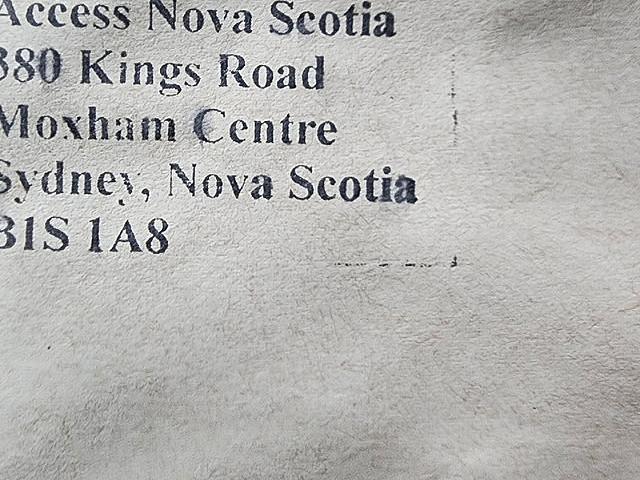 Access Nova Scotia
380 Kings Road
Moxham Centre
Sydney, Nova Scotia
B1S 1A8